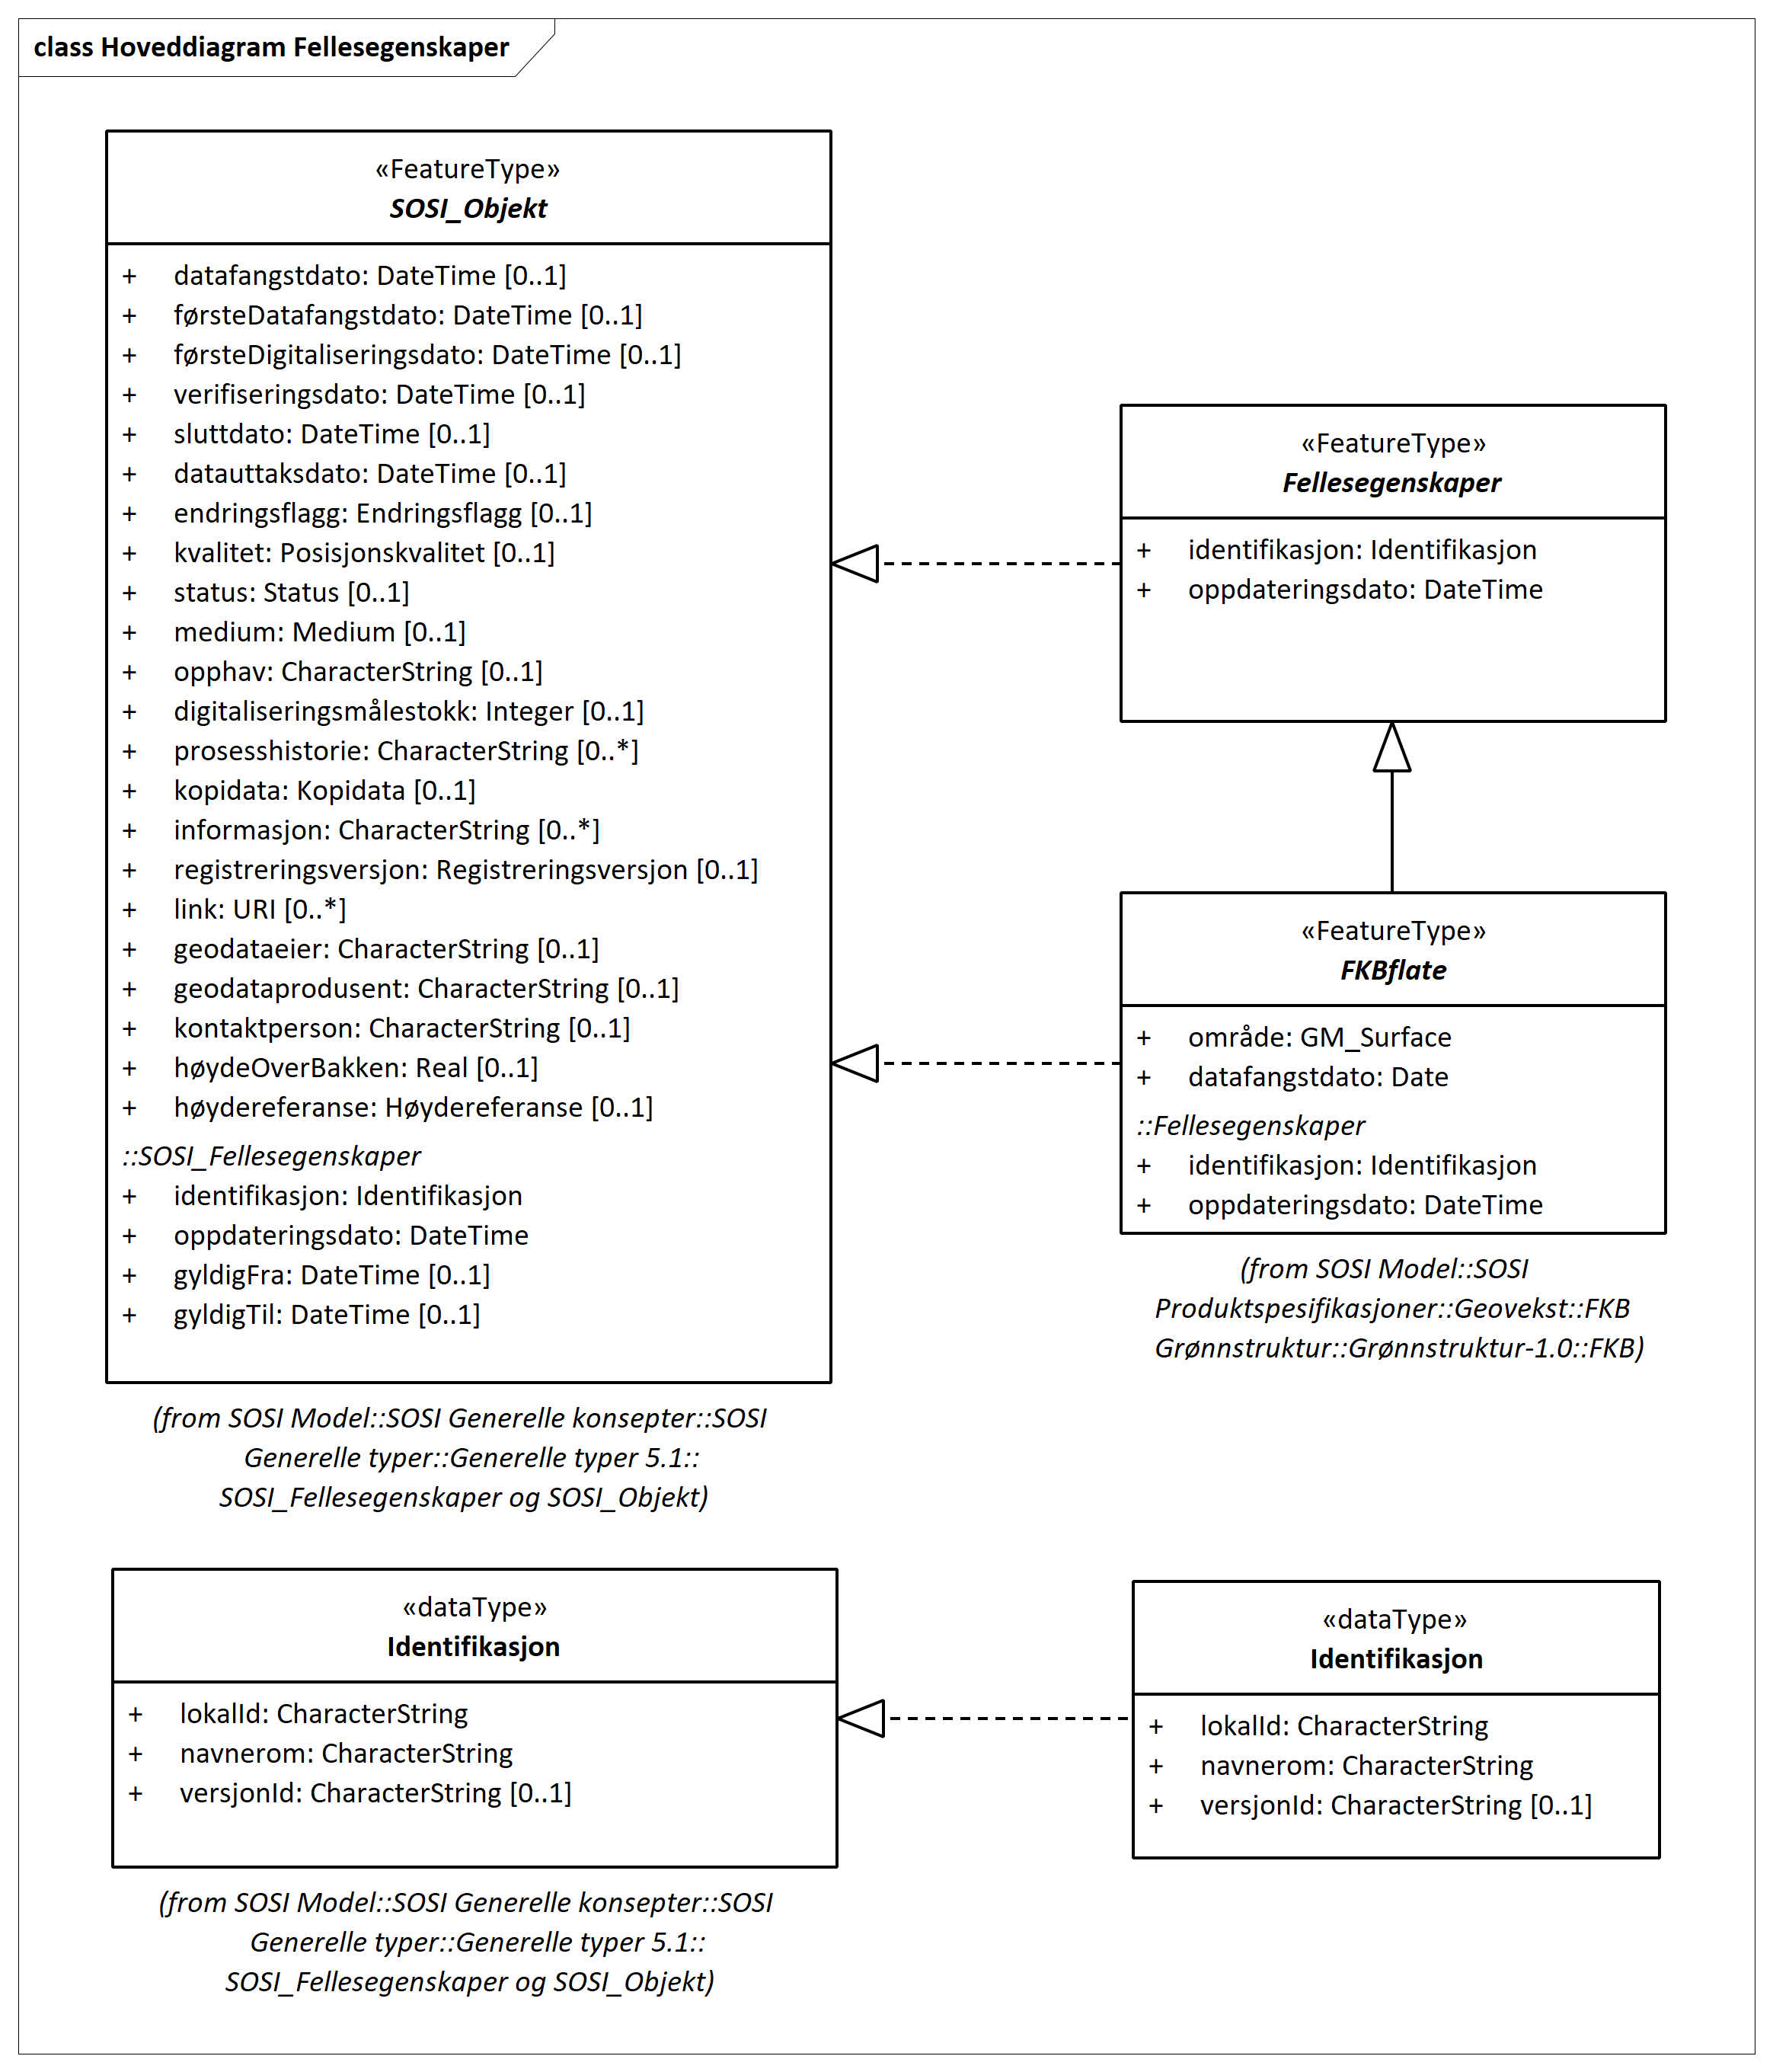 class Hoveddiagram Fellesegenskaper
«FeatureType»
SOSI_Objekt
+ datafangstdato: DateTime [0..1]
+ førsteDatafangstdato: DateTime [0..1]
+ førsteDigitaliseringsdato: DateTime [0..1]
+ verifiseringsdato: DateTime [0..1]
+ sluttdato: DateTime [0..1]
+ datauttaksdato: DateTime [0..1]
+ endringsflagg: Endringsflagg [0..1]
+ kvalitet: Posisjonskvalitet [0..1]
+ status: Status [0..1]
+ medium: Medium [0..1]
+ opphav: CharacterString [0..1]
+ digitaliseringsmålestokk: Integer [0..1]
+ prosesshistorie: CharacterString [0..*]
+ kopidata: Kopidata [0..1]
+ informasjon: CharacterString [0..*]
+ registreringsversjon: Registreringsversjon [0..1]
+ link: URI [0..*]
+ geodataeier: CharacterString [0..1]
+ geodataprodusent: CharacterString [0..1]
+ kontaktperson: CharacterString [0..1]
+ høydeOverBakken: Real [0..1]
+ høydereferanse: Høydereferanse [0..1]
::SOSI_Fellesegenskaper
+ identifikasjon: Identifikasjon
+ oppdateringsdato: DateTime
+ gyldigFra: DateTime [0..1]
+ gyldigTil: DateTime [0..1]
(from SOSI Model::SOSI Generelle konsepter::SOSI
Generelle typer::Generelle typer 5.1::
SOSI_Fellesegenskaper og SOSI_Objekt)
«FeatureType»
Fellesegenskaper
+ identifikasjon: Identifikasjon
+ oppdateringsdato: DateTime
«FeatureType»
FKBflate
+ område: GM_Surface
+ datafangstdato: Date
::Fellesegenskaper
+ identifikasjon: Identifikasjon
+ oppdateringsdato: DateTime
(from SOSI Model::SOSI
Produktspesifikasjoner::Geovekst::FKB
Grønnstruktur::Grønnstruktur-1.0::FKB)
«dataType»
Identifikasjon
+ lokalId: CharacterString
+ navnerom: CharacterString
+ versjonId: CharacterString [0..1]
(from SOSI Model::SOSI Generelle konsepter::SOSI
Generelle typer::Generelle typer 5.1::
SOSI_Fellesegenskaper og SOSI_Objekt)
«dataType»
Identifikasjon
+ lokalId: CharacterString
+ navnerom: CharacterString
+ versjonId: CharacterString [0..1]